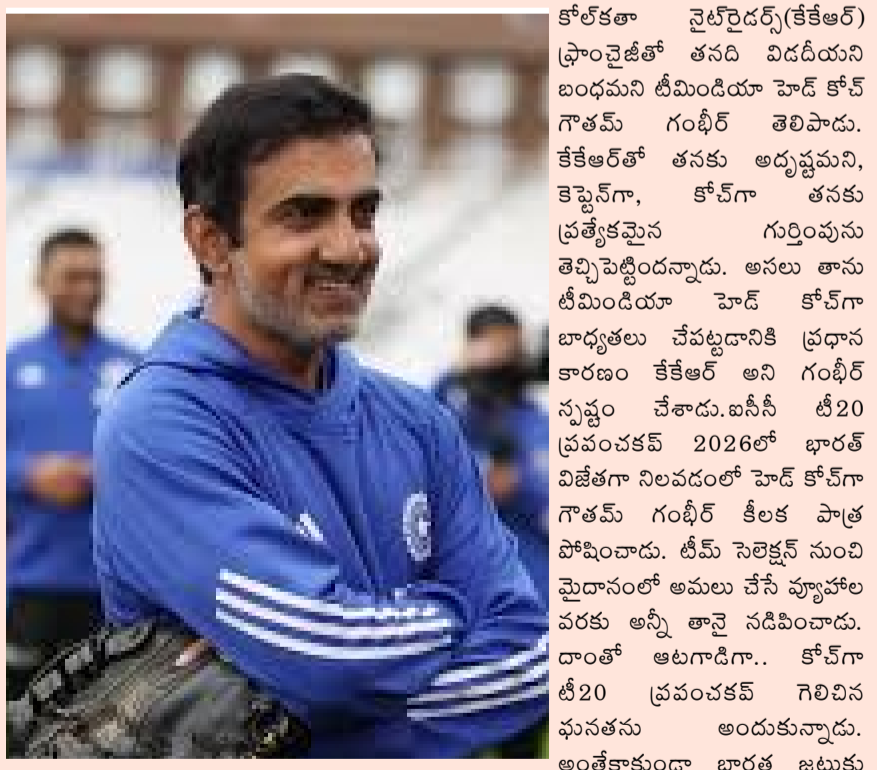 కోల్‌కతా నైట్‌రైడర్స్(కేకేఆర్)
ఫ్రాంచైజీతో తనది విడదీయని
బంధమని టీమిండియా హెడ్ కోచ్
గౌతమ్ గంభీర్ తెలిపాడు.
కేకేఆర్‌తో తనకు అదృష్టమని,
కెప్టెన్‌గా, కోచ్‌గా తనకు
ప్రత్యేకమైన గుర్తింపును
తెచ్చిపెట్టిందన్నాడు. అసలు తాను
టీమిండియా హెడ్ కోచ్‌గా
బాధ్యతలు చేపట్టడానికి ప్రధాన
కారణం కేకేఆర్ అని గంభీర్
స్పష్టం చేశాడు.ఐసీసీ టీ20
ప్రపంచకప్ 2026లో భారత్
విజేతగా నిలవడంలో హెడ్ కోచ్‌గా
గౌతమ్ గంభీర్ కీలక పాత్ర
పోషించాడు. టీమ్ సెలెక్షన్ నుంచి
మైదానంలో అమలు చేసే వ్యూహాల
వరకు అన్నీ తానై నడిపించాడు.
దాంతో ఆటగాడిగా.. కోచ్‌గా
టీ20 ప్రపంచకప్ గెలిచిన
ఘనతను అందుకున్నాడు.
అంతేకాకుండా భారత జట్టుకు